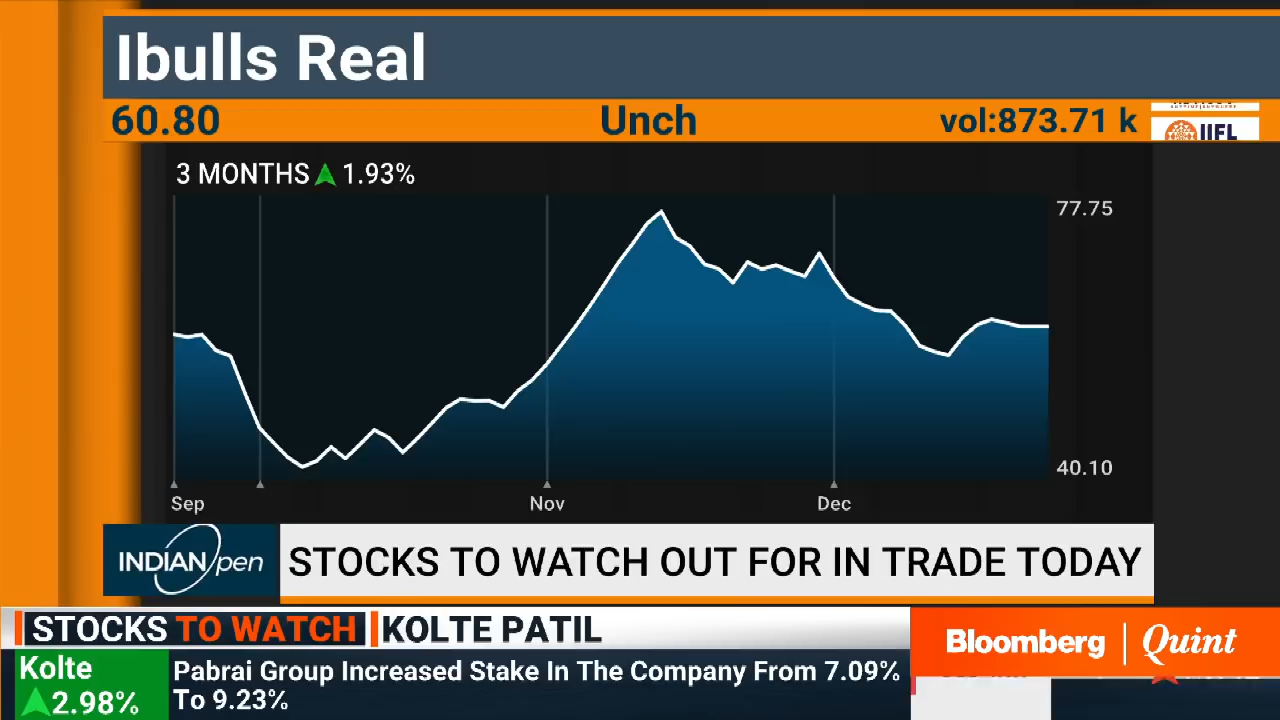 Ibulls Real
60.80 Unch vol:873.71 k
IIFL
3 MONTHS 1.93%
77.75
40.10
Sep Nov Dec
INDIAN Open
STOCKS TO WATCH OUT FOR IN TRADE TODAY
STOCKS TO WATCH KOLTE PATIL
Bloomberg | Quint
Kolte
2.98%
Pabrai Group Increased Stake In The Company From 7.09%
To 9.23%